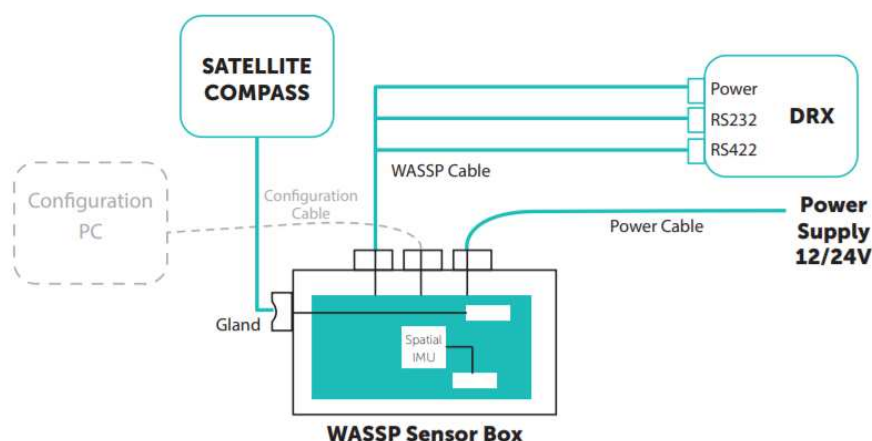 SATELLITE
COMPASS
Power
RS232
DRX
RS422
WASSP Cable
Configuration
PC
Configuration
Cable
Power Cable
Power
Supply
12/24V
Gland
Spatial
IMU
WASSP Sensor Box